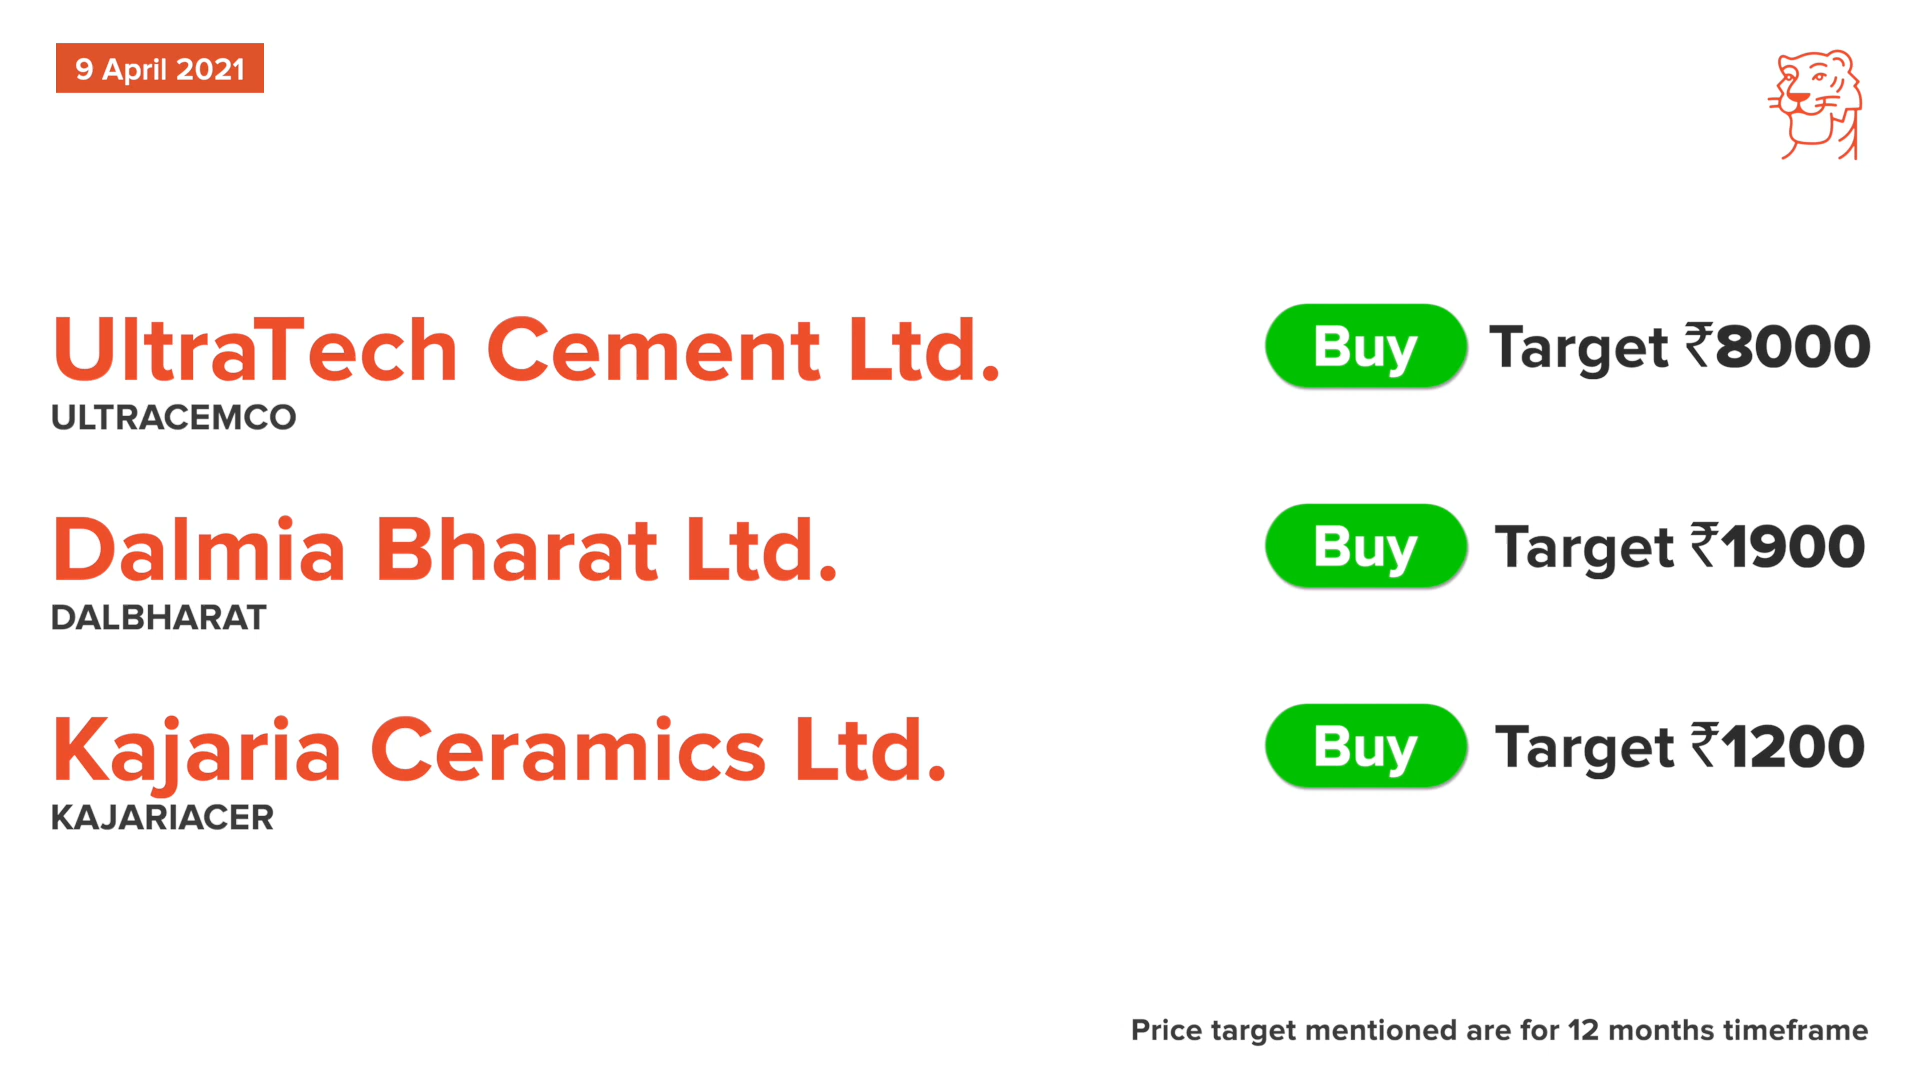 9 April 2021
UltraTech Cement Ltd.
Buy
Target ₹8000
ULTRACEMCO
Dalmia Bharat Ltd.
Buy
Target ₹1900
DALBHARAT
Kajaria Ceramics Ltd.
Buy
Target ₹1200
KAJARIACER
Price target mentioned are for 12 months timeframe